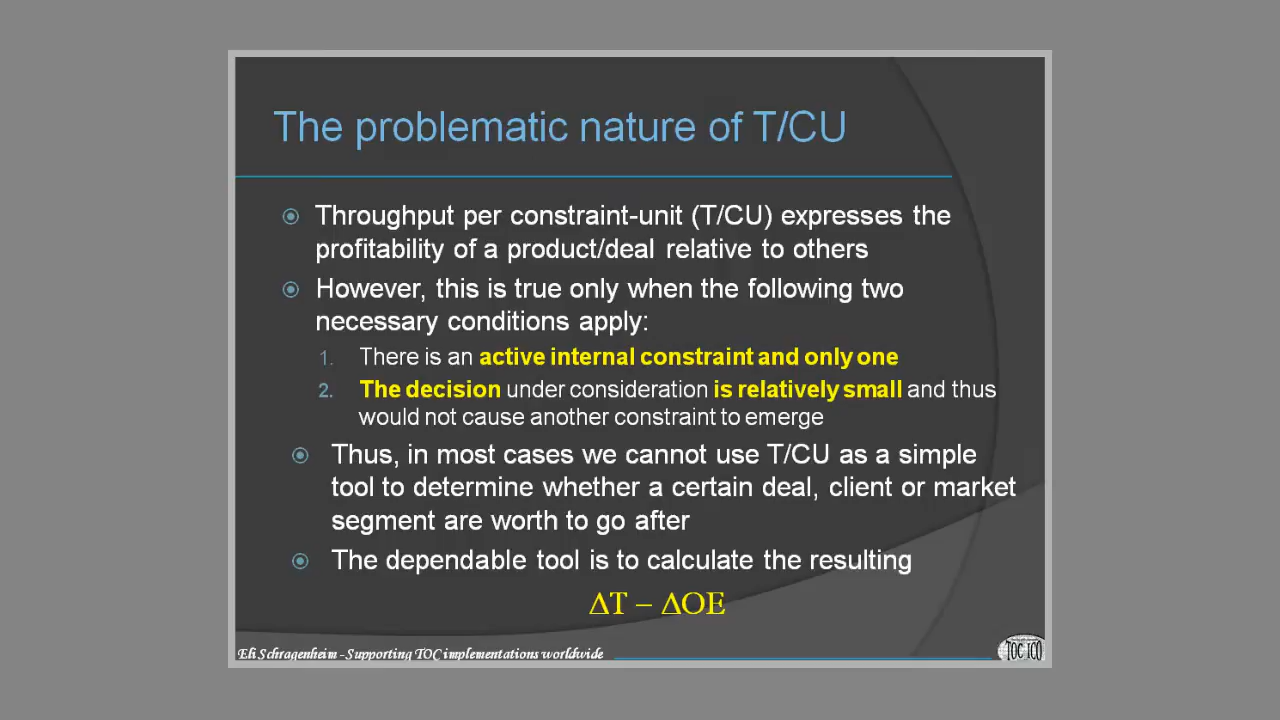 The problematic nature of T/CU
Throughput per constraint-unit (T/CU) expresses the
profitability of a product/deal relative to others
However, this is true only when the following two
necessary conditions apply:
1. There is an active internal constraint and only one
2. The decision under consideration is relatively small and thus
would not cause another constraint to emerge
Thus, in most cases we cannot use T/CU as a simple
tool to determine whether a certain deal, client or market
segment are worth to go after
The dependable tool is to calculate the resulting
ΔT – ΔOE
Eli Schragenheim - Supporting TOC implementations worldwide
TOC ICO